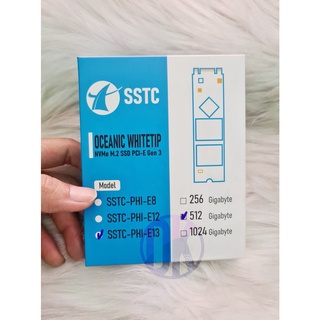 SSTC
OCEANIC WHITETIP
NVMe M.2 SSD PCI-E Gen 3
Model
SSTC-PHI-E8
SSTC-PHI-E12
SSTC-PHI-E13
256 Gigabyte
512 Gigabyte
1024 Gigabyte